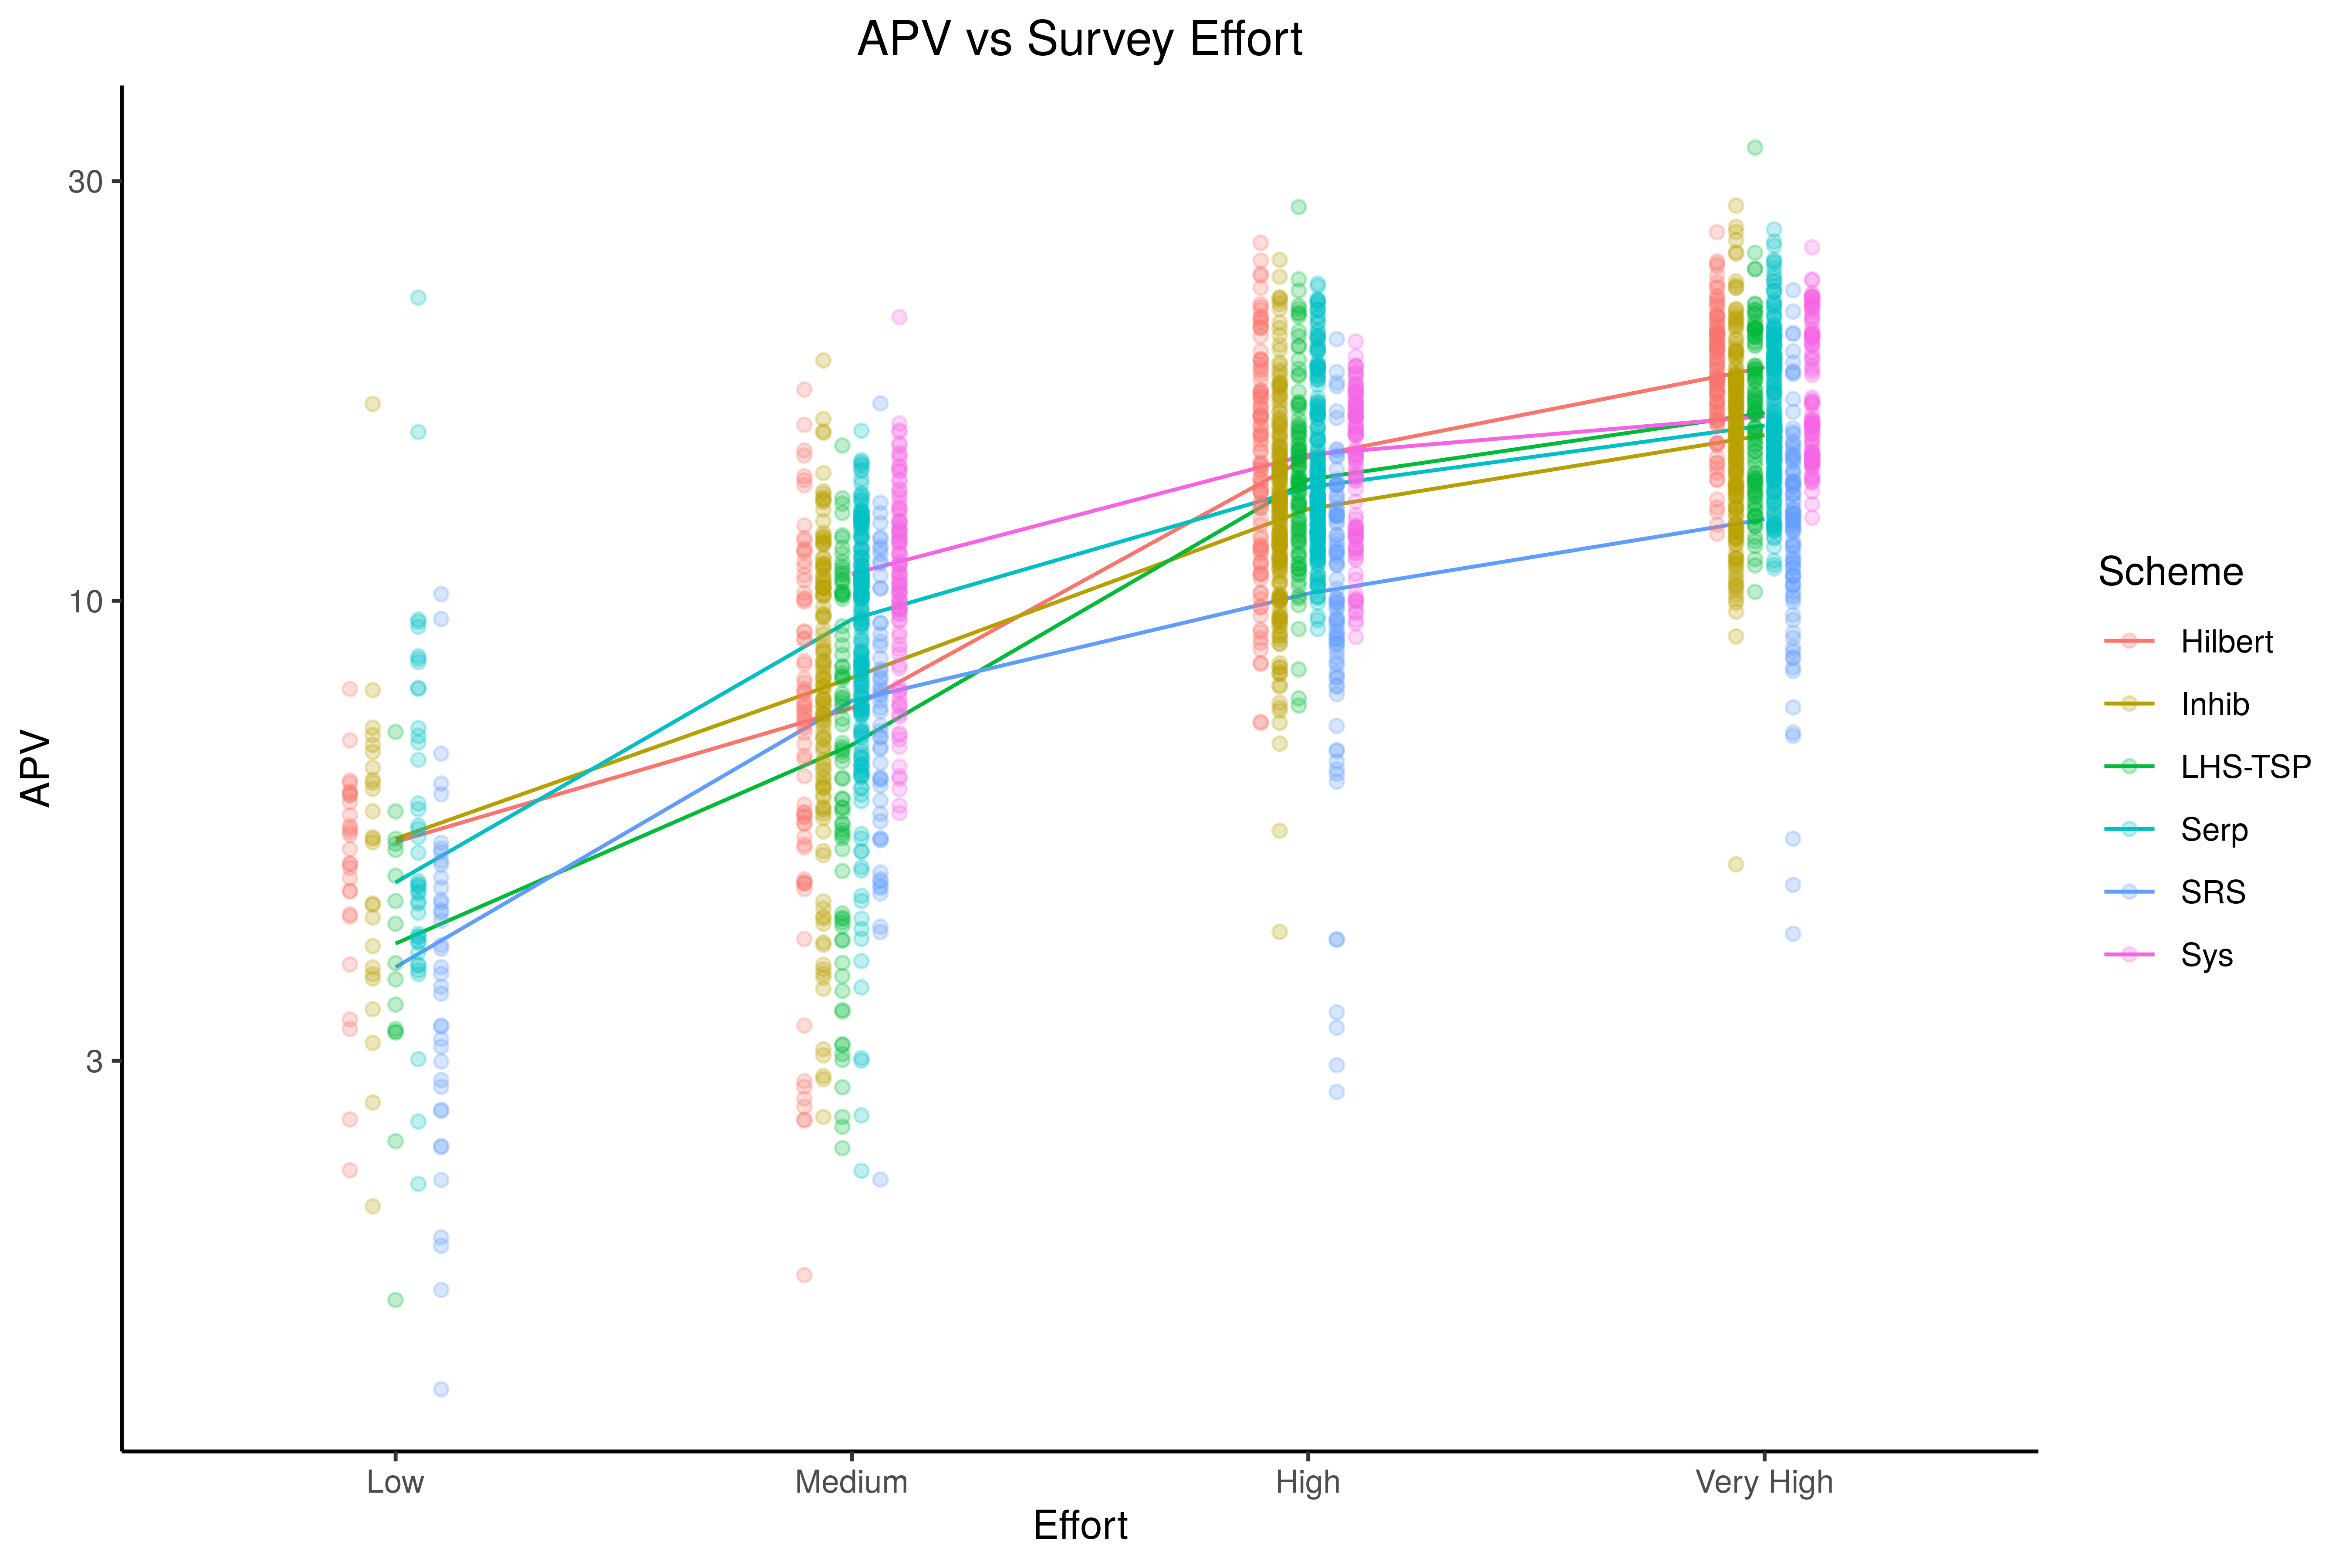 APV vs Survey Effort
APV
30
10
3
Low
Medium
High
Very High
Effort
Scheme
Hilbert
Inhib
LHS-TSP
Serp
SRS
Sys